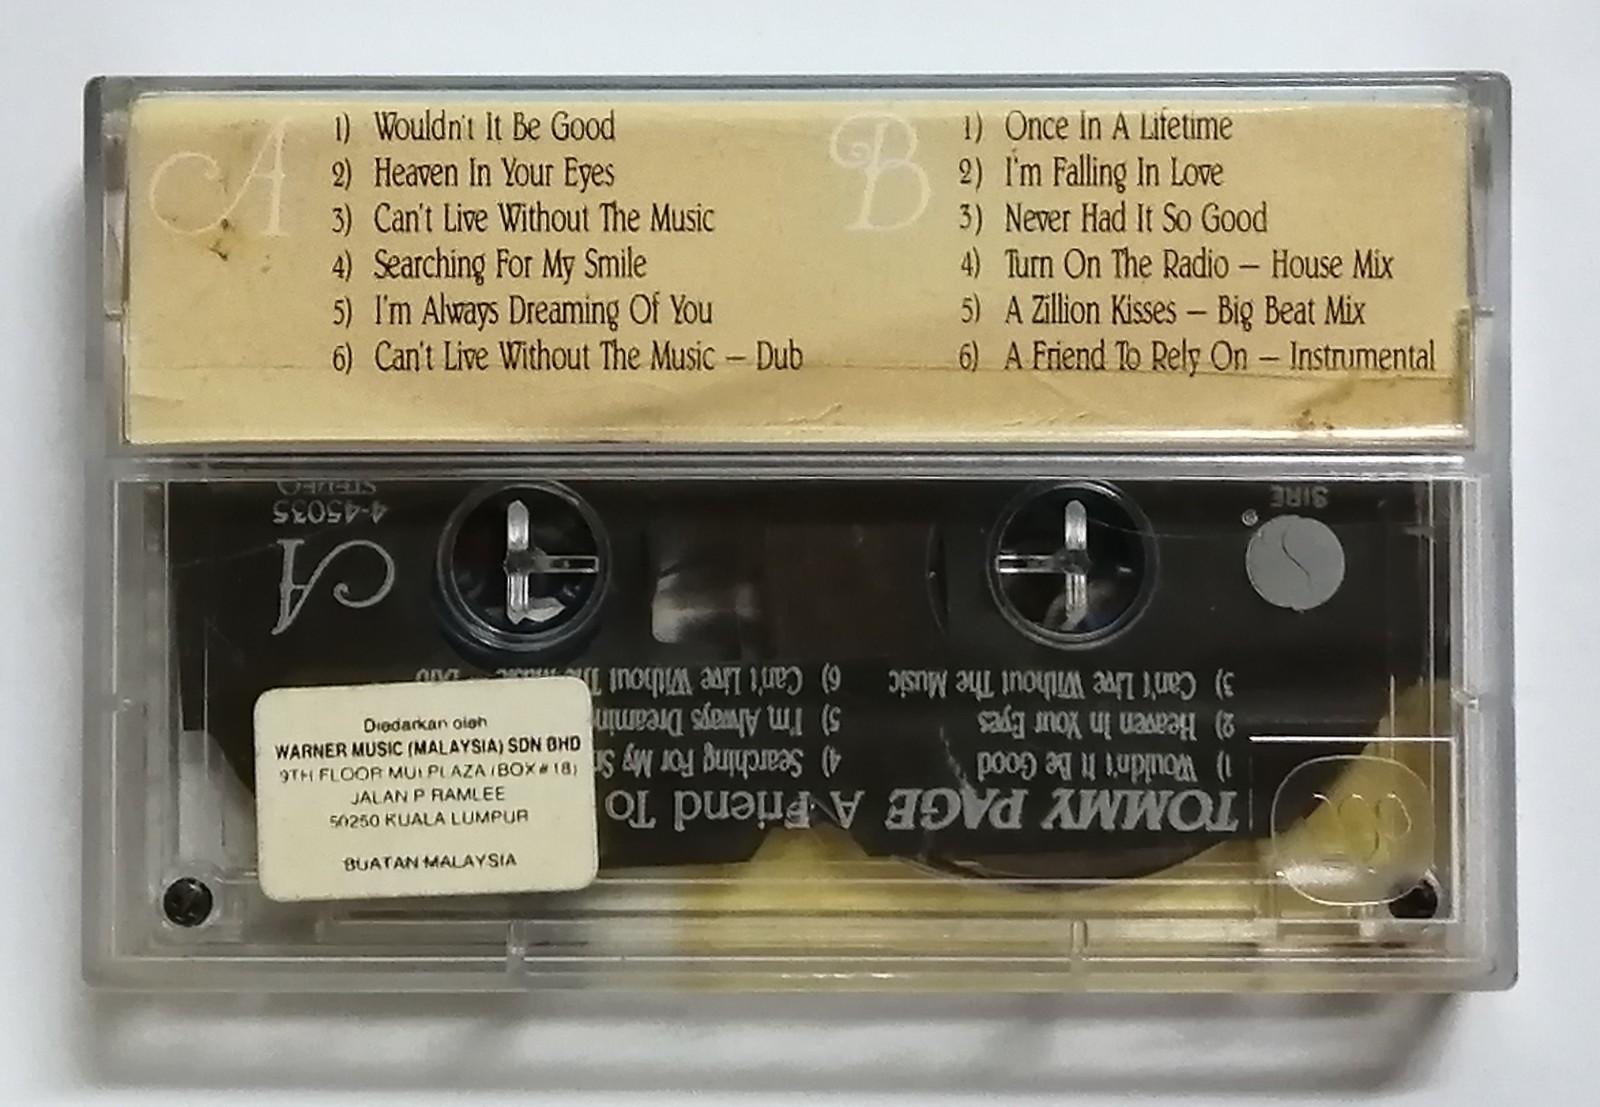 A
1) Wouldn't It Be Good
2) Heaven In Your Eyes
3) Can't Live Without The Music
4) Searching For My Smile
5) I'm Always Dreaming Of You
6) Can't Live Without The Music – Dub
B
1) Once In A Lifetime
2) I'm Falling In Love
3) Never Had It So Good
4) Turn On The Radio – House Mix
5) A Zillion Kisses – Big Beat Mix
6) A Friend To Rely On – Instrumental
SIRE
®
4-45035
STEREO
A
TOMMY PAGE A Friend To
1) Wouldn't It Be Good
2) Heaven In Your Eyes
3) Can't Live Without The Music
4) Searching For My
5) I'm Always
6) Can't Live Without The Music – Dub
Diedarkan oleh
WARNER MUSIC (MALAYSIA) SDN BHD
9TH FLOOR MUI PLAZA (BOX # 18)
JALAN P RAMLEE
50250 KUALA LUMPUR
BUATAN MALAYSIA